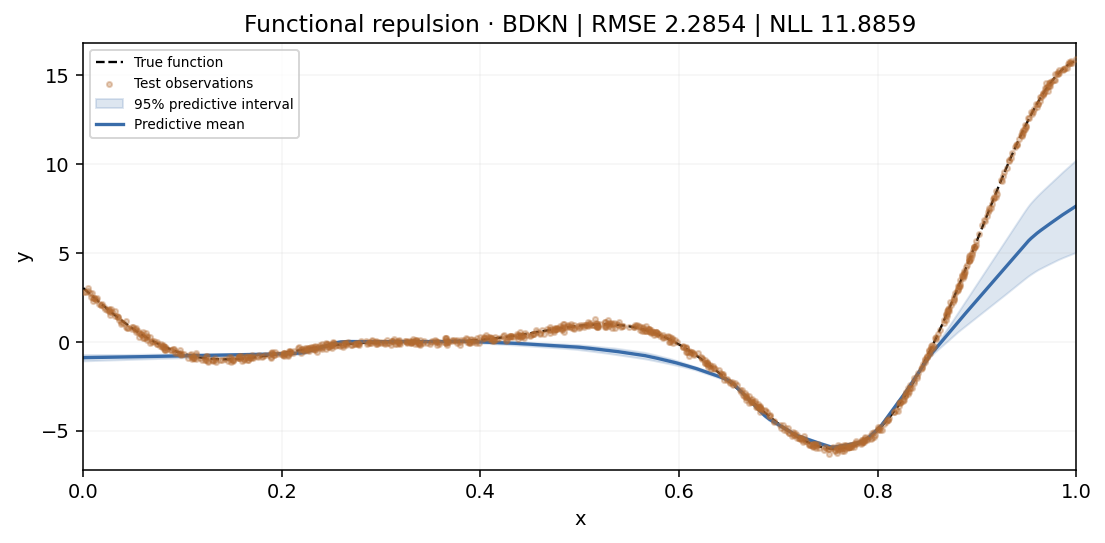 Functional repulsion · BDKN | RMSE 2.2854 | NLL 11.8859
True function
Test observations
95% predictive interval
Predictive mean
y
15
10
5
0
−5
0.0 0.2 0.4 0.6 0.8 1.0
x